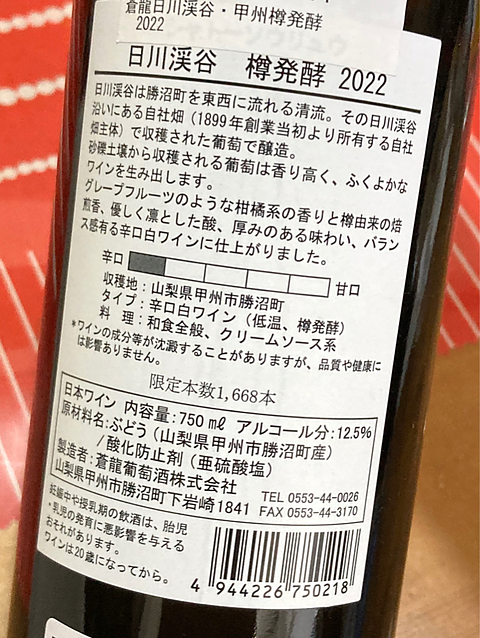 蒼龍日川渓谷・甲州樽発酵
2022
日川渓谷 樽発酵 2022
日川渓谷は勝沼町を東西に流れる清流。その日川渓谷
沿いにある自社畑（1899年創業当初より所有する自社
畑主体）で収穫された葡萄で醸造。
砂礫土壌から収穫される葡萄は香り高く、ふくよかな
ワインを生み出します。
グレープフルーツのような柑橘系の香りと樽由来の焙
煎香、優しく凛とした酸、厚みのある味わい、バラン
ス感有る辛口白ワインに仕上がりました。
辛口 甘口
収穫地：山梨県甲州市勝沼町
タイプ：辛口白ワイン（低温、樽発酵）
料 理：和食全般、クリームソース系
*ワインの成分等が沈澱することがありますが、品質や健康に
は影響ありません。
限定本数1,668本
日本ワイン 内容量：750㎖ アルコール分：12.5%
原材料名：ぶどう（山梨県甲州市勝沼町産）
/酸化防止剤（亜硫酸塩）
製造者：蒼龍葡萄酒株式会社
山梨県甲州市勝沼町下岩崎1841
TEL 0553-44-0026
FAX 0553-44-3170
妊娠中や授乳期の飲酒は、胎児
・乳児の発育に悪影響を与える
おそれがあります。
ワインは20歳になってから。
4 944226 750218